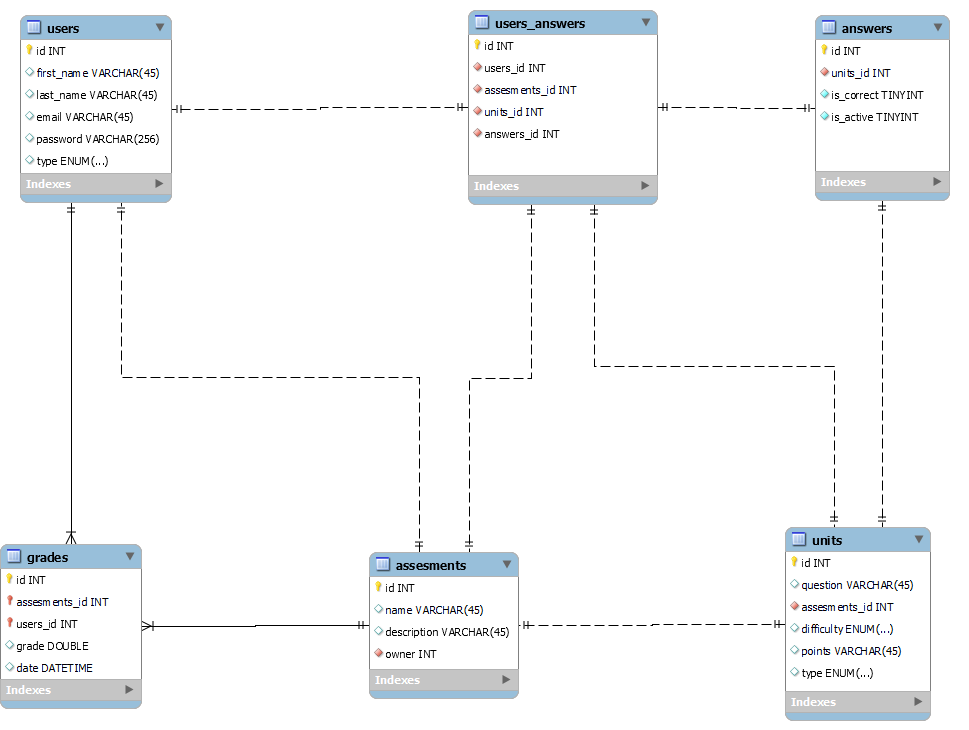 users
id INT
first_name VARCHAR(45)
last_name VARCHAR(45)
email VARCHAR(45)
password VARCHAR(256)
type ENUM(...)
Indexes
users_answers
id INT
users_id INT
assesments_id INT
units_id INT
answers_id INT
Indexes
answers
id INT
units_id INT
is_correct TINYINT
is_active TINYINT
Indexes
grades
id INT
assesments_id INT
users_id INT
grade DOUBLE
date DATETIME
Indexes
assesments
id INT
name VARCHAR(45)
description VARCHAR(45)
owner INT
Indexes
units
id INT
question VARCHAR(45)
assesments_id INT
difficulty ENUM(...)
points VARCHAR(45)
type ENUM(...)
Indexes